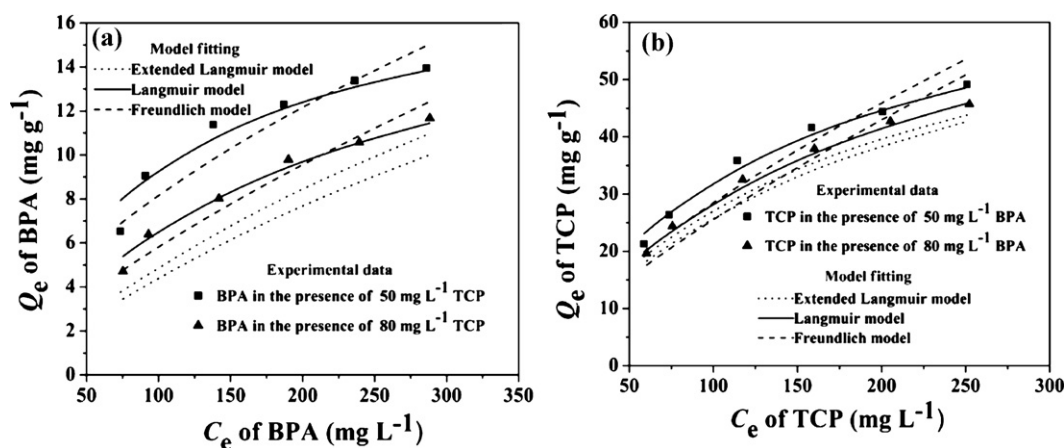 (a)
Model fitting
Extended Langmuir model
Langmuir model
Freundlich model
Experimental data
BPA in the presence of 50 mg L⁻¹ TCP
BPA in the presence of 80 mg L⁻¹ TCP
Qe of BPA (mg g⁻¹)
0
2
4
6
8
10
12
14
16
50
100
150
200
250
300
350
Ce of BPA (mg L⁻¹)
(b)
Experimental data
TCP in the presence of 50 mg L⁻¹ BPA
TCP in the presence of 80 mg L⁻¹ BPA
Model fitting
Extended Langmuir model
Langmuir model
Freundlich model
Qe of TCP (mg g⁻¹)
0
10
20
30
40
50
60
50
100
150
200
250
300
Ce of TCP (mg L⁻¹)